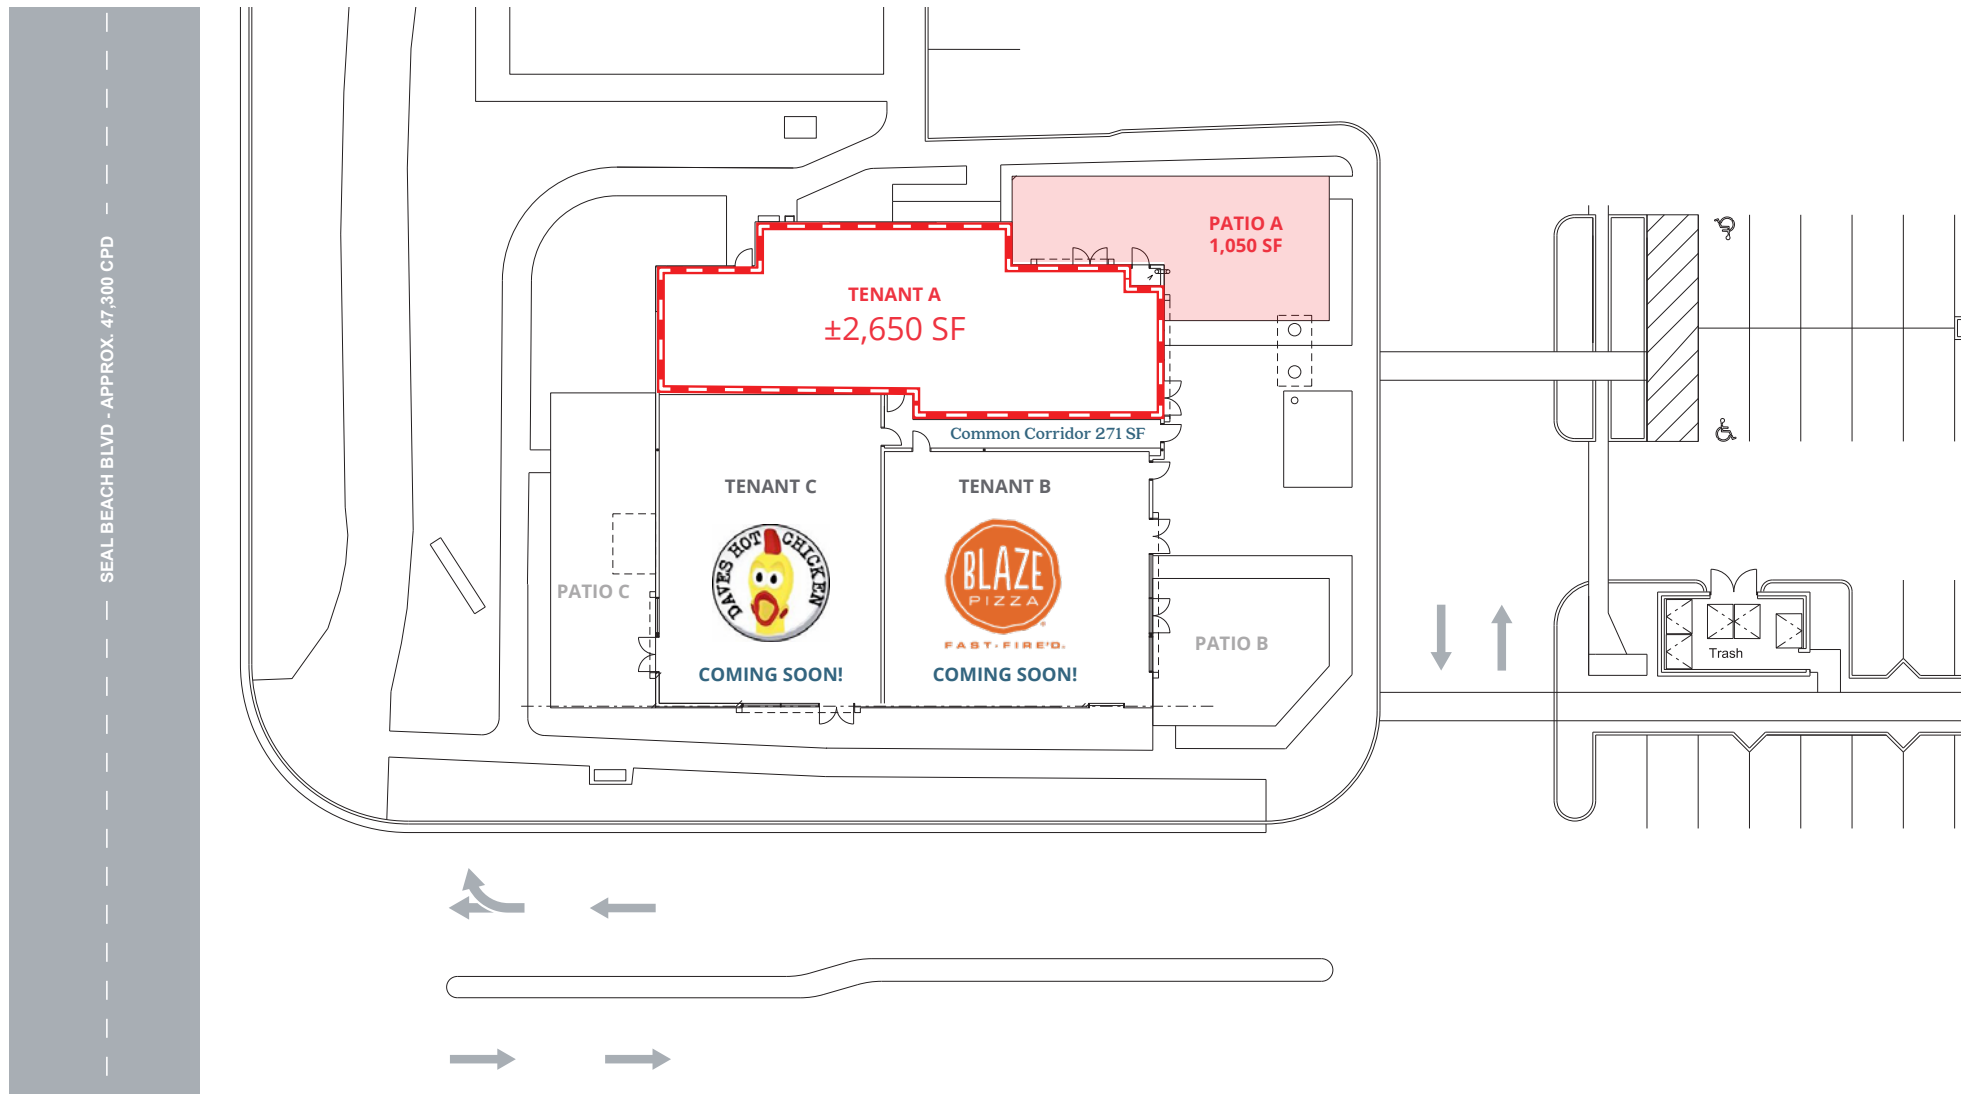 SEAL BEACH BLVD - APPROX. 47,300 CPD
PATIO A
1,050 SF
TENANT A
±2,650 SF
Common Corridor 271 SF
TENANT C
TENANT B
DAVES HOT CHICKEN
BLAZE
PIZZA
FAST-FIRE'D.
PATIO C
PATIO B
Trash
COMING SOON!
COMING SOON!